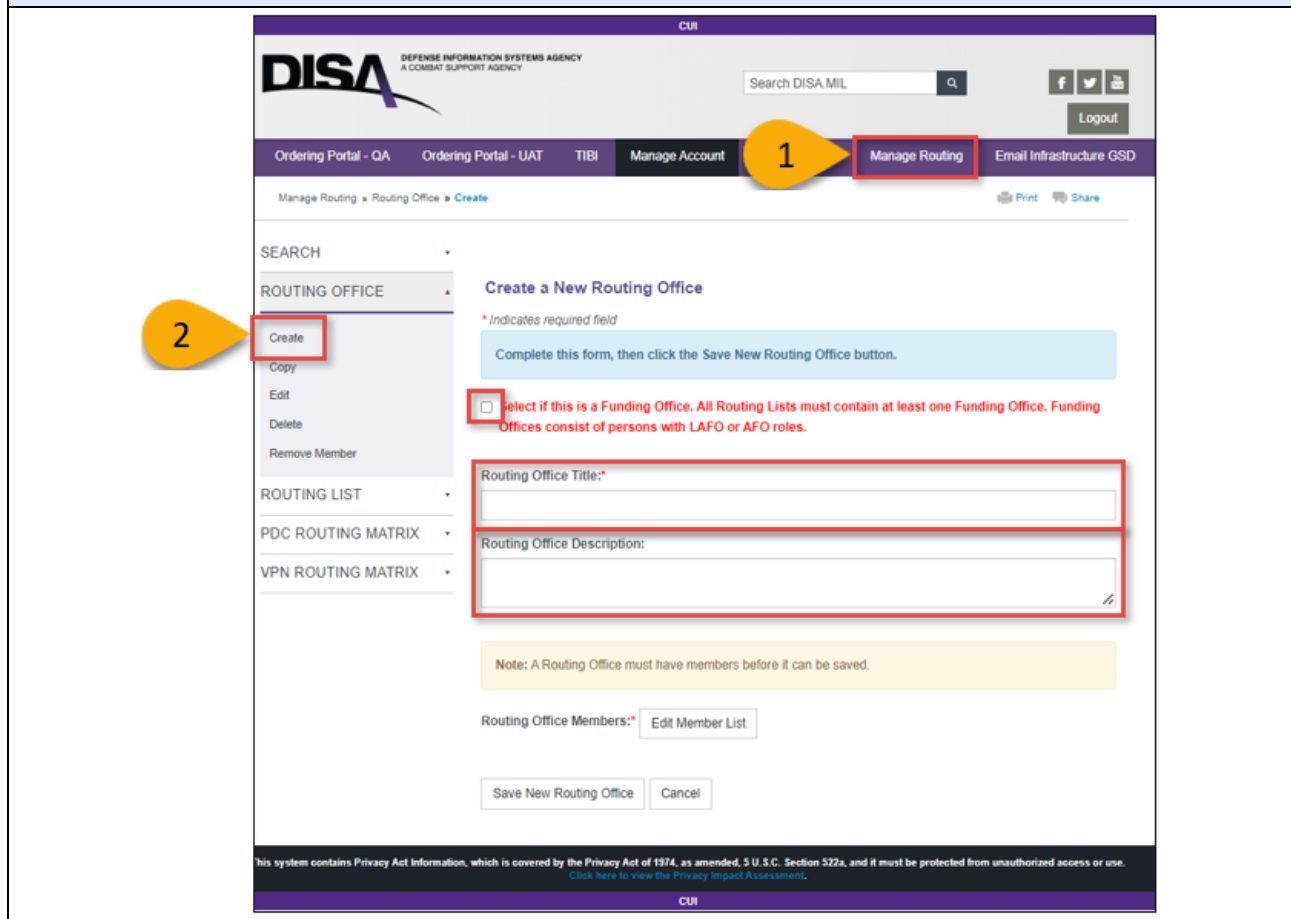 CUI
DISA
DEFENSE INFORMATION SYSTEMS AGENCY
A COMBAT SUPPORT AGENCY
Search DISA.MIL
Logout
Ordering Portal - QA Ordering Portal - UAT TIBI Manage Account 1 Manage Routing Email Infrastructure GSD
Manage Routing » Routing Office » Create Print Share
SEARCH
ROUTING OFFICE
2
Create
Copy
Edit
Delete
Remove Member
ROUTING LIST
PDC ROUTING MATRIX
VPN ROUTING MATRIX
Create a New Routing Office
* Indicates required field
Complete this form, then click the Save New Routing Office button.
Select if this is a Funding Office. All Routing Lists must contain at least one Funding Office. Funding
Offices consist of persons with LAFO or AFO roles.
Routing Office Title:*
Routing Office Description:
Note: A Routing Office must have members before it can be saved.
Routing Office Members:* Edit Member List
Save New Routing Office Cancel
This system contains Privacy Act Information, which is covered by the Privacy Act of 1974, as amended, 5 U.S.C. Section 522a, and it must be protected from unauthorized access or use.
Click here to view the Privacy Impact Assessment.
CUI